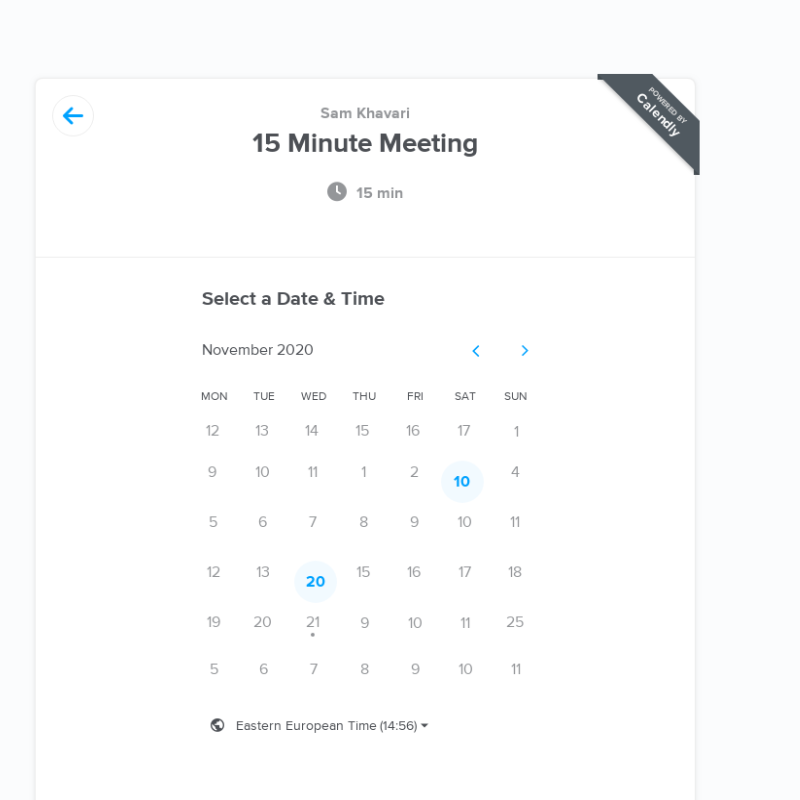 POWERED BY
Calendly
Sam Khavari
15 Minute Meeting
15 min
Select a Date & Time
November 2020
MON TUE WED THU FRI SAT SUN
12 13 14 15 16 17 1
9 10 11 1 2 10 4
5 6 7 8 9 10 11
12 13 20 15 16 17 18
19 20 21 9 10 11 25
5 6 7 8 9 10 11
Eastern European Time (14:56)